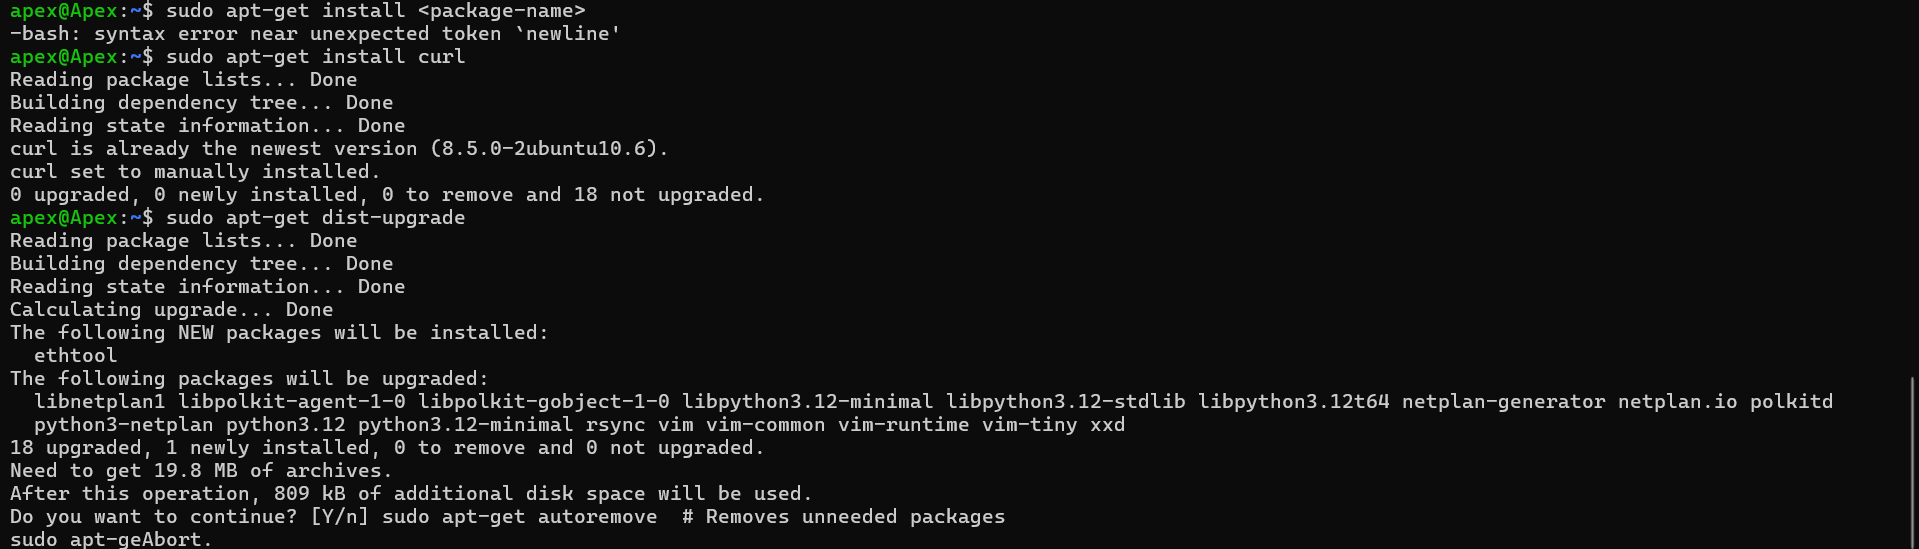 apex@Apex:~$ sudo apt-get install <package-name>
-bash: syntax error near unexpected token `newline'
apex@Apex:~$ sudo apt-get install curl
Reading package lists... Done
Building dependency tree... Done
Reading state information... Done
curl is already the newest version (8.5.0-2ubuntu10.6).
curl set to manually installed.
0 upgraded, 0 newly installed, 0 to remove and 18 not upgraded.
apex@Apex:~$ sudo apt-get dist-upgrade
Reading package lists... Done
Building dependency tree... Done
Reading state information... Done
Calculating upgrade... Done
The following NEW packages will be installed:
  ethtool
The following packages will be upgraded:
  libnetplan1 libpolkit-agent-1-0 libpolkit-gobject-1-0 libpython3.12-minimal libpython3.12-stdlib libpython3.12t64 netplan-generator netplan.io polkitd
  python3-netplan python3.12 python3.12-minimal rsync vim vim-common vim-runtime vim-tiny xxd
18 upgraded, 1 newly installed, 0 to remove and 0 not upgraded.
Need to get 19.8 MB of archives.
After this operation, 809 kB of additional disk space will be used.
Do you want to continue? [Y/n] sudo apt-get autoremove  # Removes unneeded packages
sudo apt-geAbort.